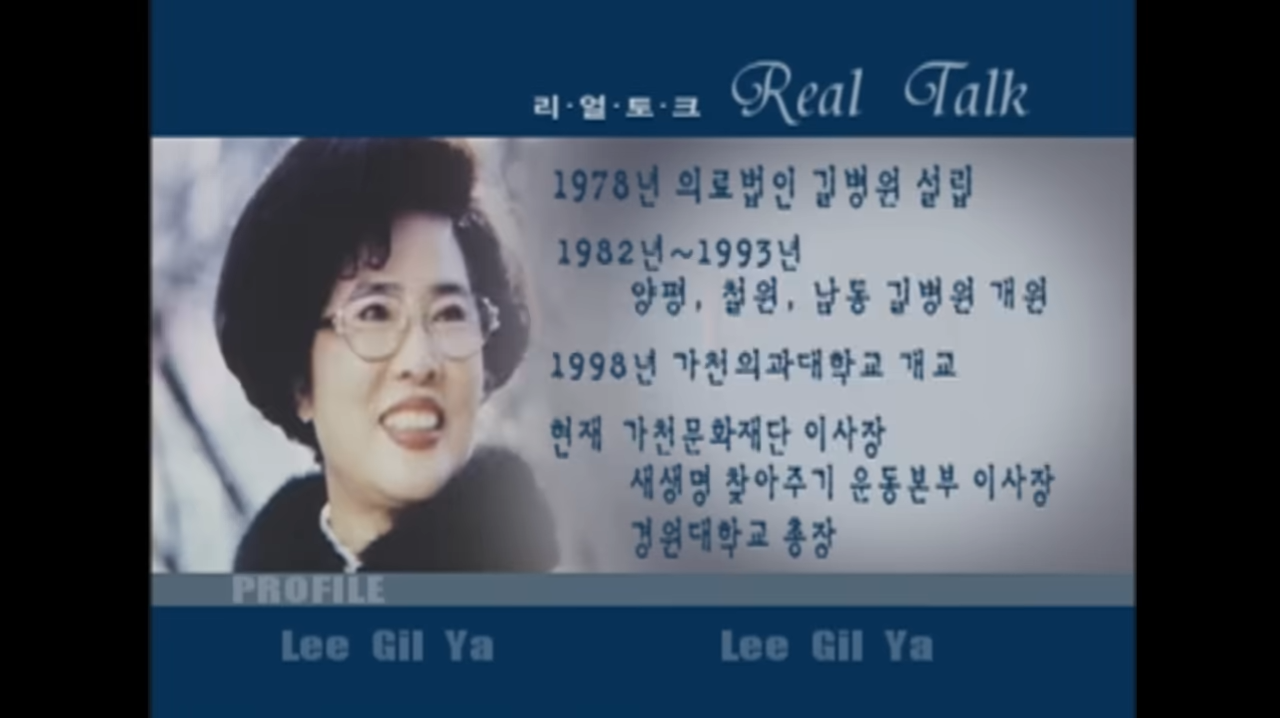 리·얼·토·크 Real Talk
1978년 의료법인 길병원 설립
1982년~1993년
양평, 철원, 남동 길병원 개원
1998년 가천의과대학교 개교
현재 가천문화재단 이사장
새생명 찾아주기 운동본부 이사장
경원대학교 총장
PROFILE
Lee Gil Ya Lee Gil Ya